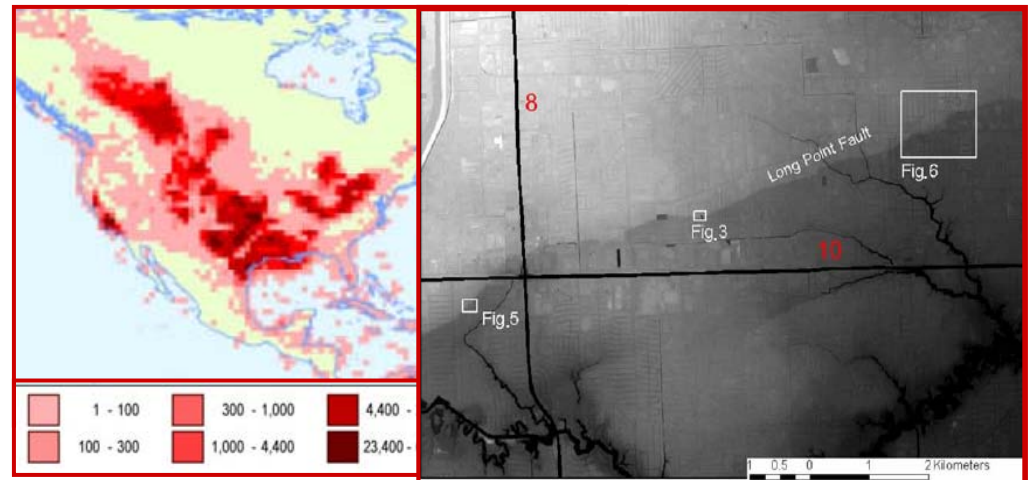 1 - 100
300 - 1,000
4,400 -
100 - 300
1,000 - 4,400
23,400 -
8
Long Point Fault
Fig.6
Fig.3
10
Fig.5
1 0.5 0 1 2 Kilometers